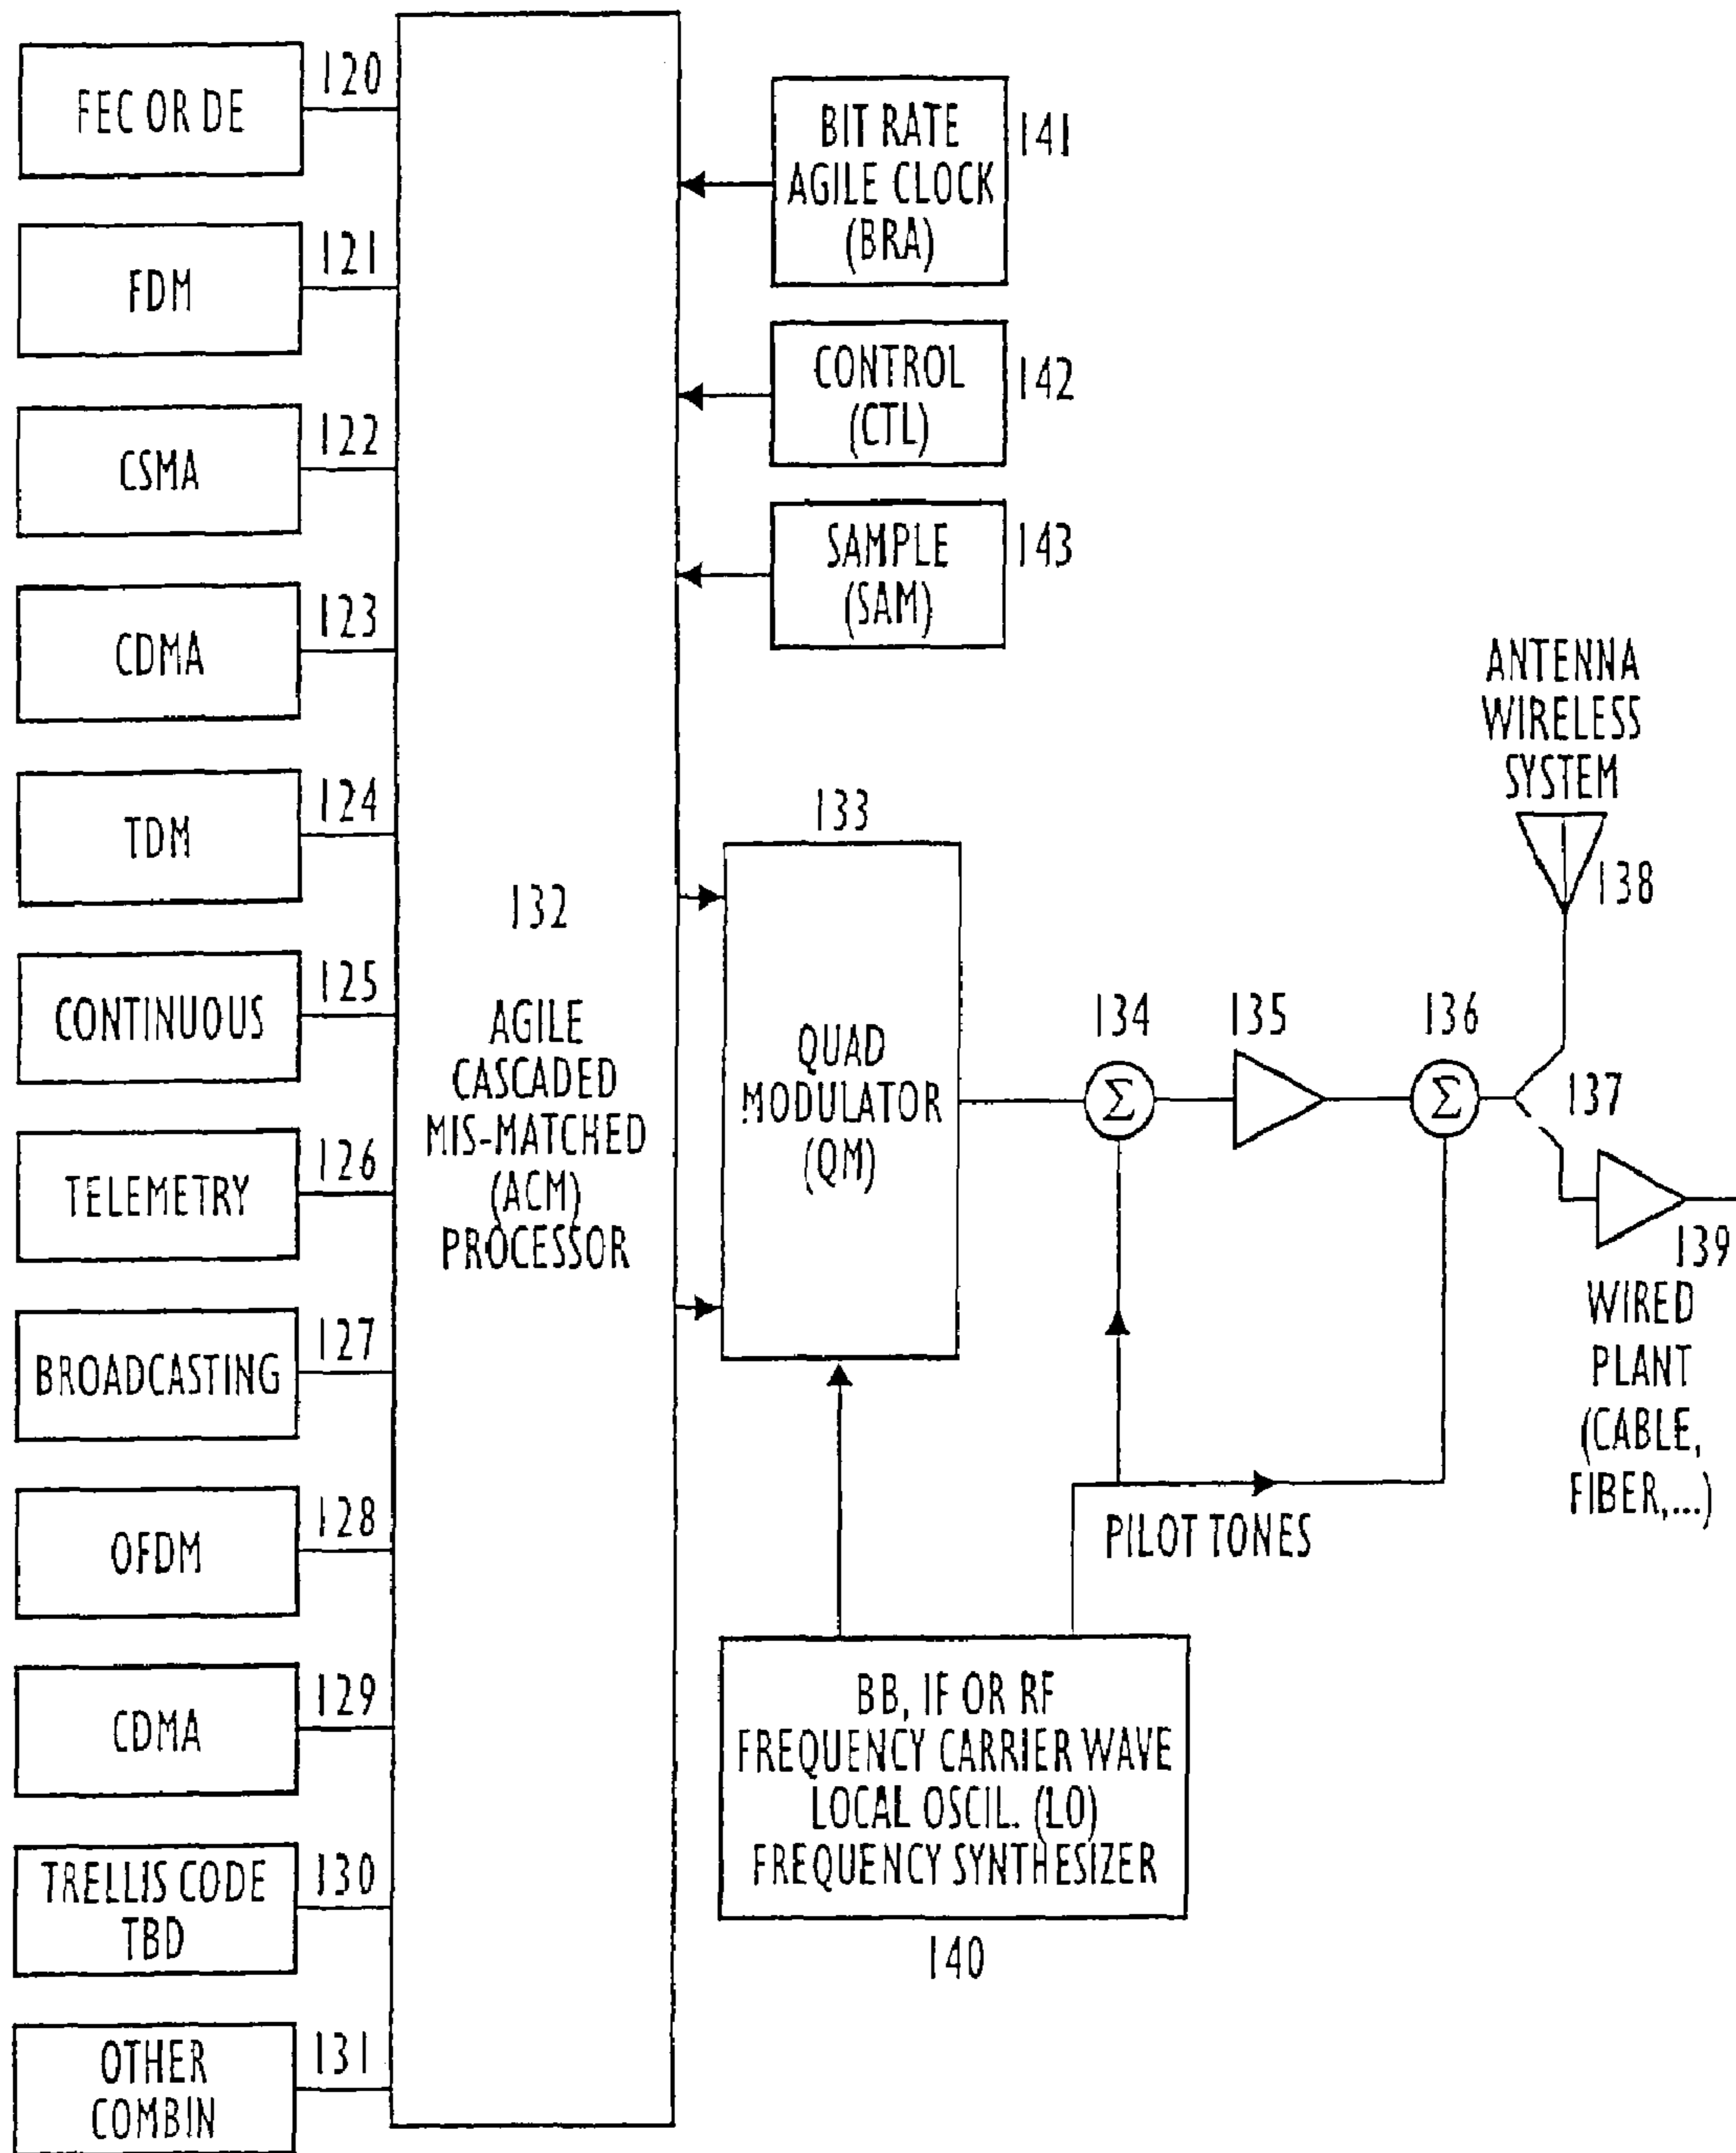 FEC OR DE
120
FDM
121
CSMA
122
CDMA
123
TDM
124
CONTINUOUS
125
TELEMETRY
126
BROADCASTING
127
OFDM
128
CDMA
129
TRELLIS CODE
TBD
130
OTHER
COMBIN
131
132
AGILE
CASCADED
MIS-MATCHED
(ACM)
PROCESSOR
BIT RATE
AGILE CLOCK
(BRA)
141
CONTROL
(CTL)
142
SAMPLE
(SAM)
143
133
QUAD
MODULATOR
(QM)
134
Σ
135
136
Σ
137
ANTENNA
WIRELESS
SYSTEM
138
139
WIRED
PLANT
(CABLE,
FIBER,...)
PILOT TONES
BB, IF OR RF
FREQUENCY CARRIER WAVE
LOCAL OSCIL. (LO)
FREQUENCY SYNTHESIZER
140